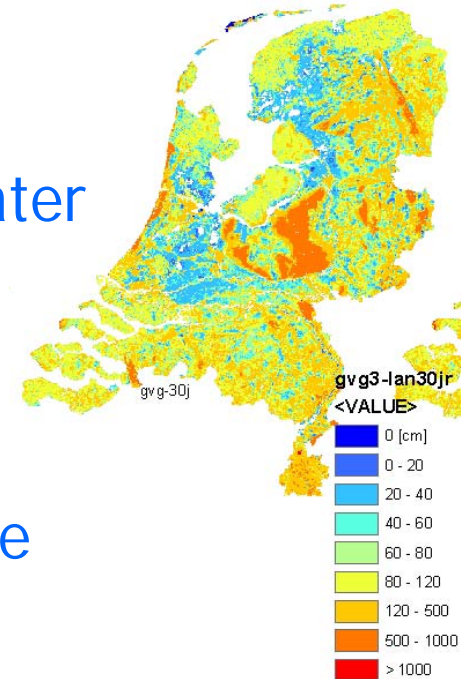 ater
gvg-30j
e
gvg3-lan30jr
<VALUE>
0 [cm]
0 - 20
20 - 40
40 - 60
60 - 80
80 - 120
120 - 500
500 - 1000
> 1000